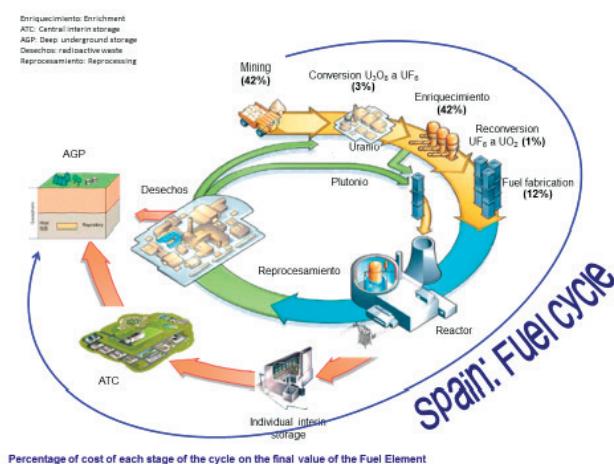 Enriquecimiento: Enrichment
ATC: Central interin storage
AGP: Deep underground storage
Desechos: radioactive waste
Reprocesamiento: Reprocessing
Mining
(42%)
Conversion U₃O₈ a UF₆
(3%)
Enriquecimiento
(42%)
Reconversion
UF₆ a UO₂ (1%)
Fuel fabrication
(12%)
Uranio
Plutonio
AGP
Desechos
Repository
Reprocesamiento
Reactor
ATC
Individual interin
storage
Spain: Fuel cycle
Percentage of cost of each stage of the cycle on the final value of the Fuel Element